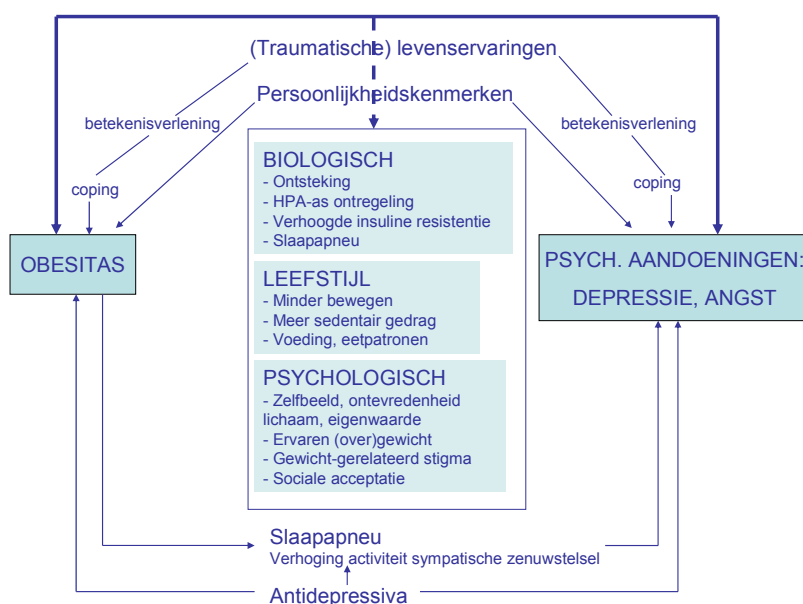 (Traumatische) levenservaringen
Persoonlijkheidskenmerken
betekenisverlening
betekenisverlening
coping
coping
BIOLOGISCH
- Ontsteking
- HPA-as ontregeling
- Verhoogde insuline resistentie
- Slaapapneu
OBESITAS
PSYCH. AANDOENINGEN:
DEPRESSIE, ANGST
LEEFSTIJL
- Minder bewegen
- Meer sedentair gedrag
- Voeding, eetpatronen
PSYCHOLOGISCH
- Zelfbeeld, ontevredenheid
lichaam, eigenwaarde
- Ervaren (over)gewicht
- Gewicht-gerelateerd stigma
- Sociale acceptatie
Slaapapneu
Verhoging activiteit sympatische zenuwstelsel
Antidepressiva